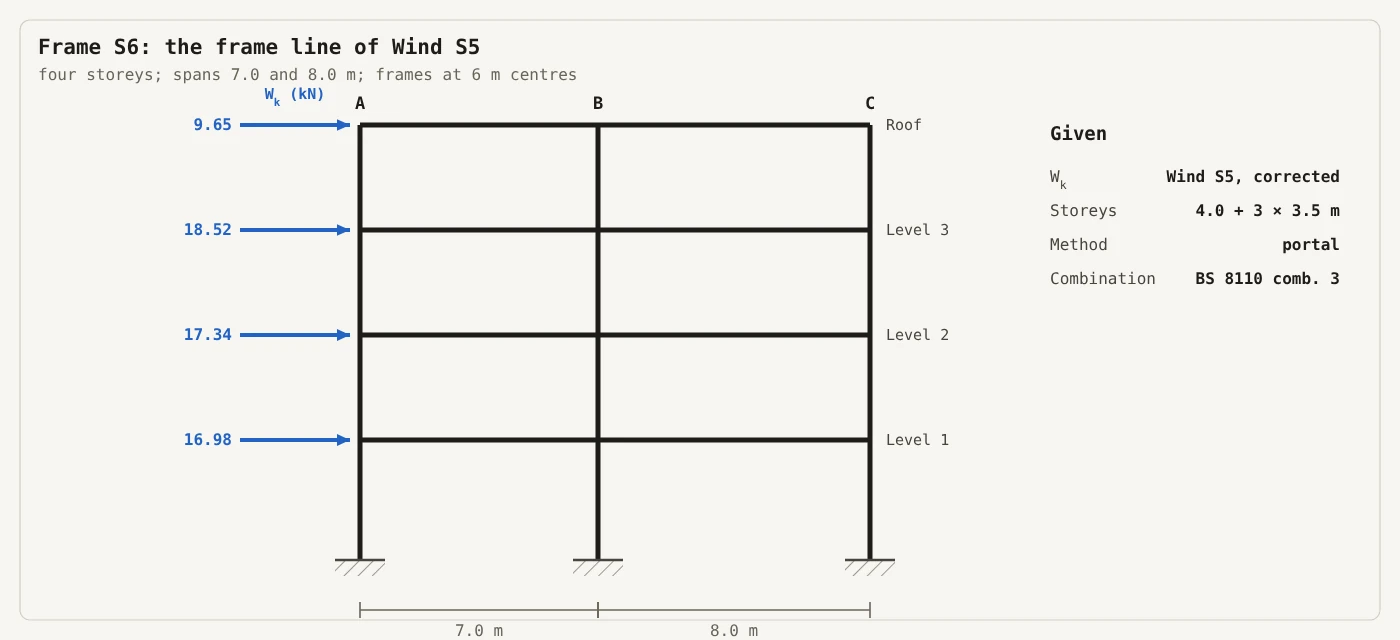 Frame S6: the frame line of Wind S5
four storeys; spans 7.0 and 8.0 m; frames at 6 m centres
Wk (kN)
A B C
9.65 Roof
18.52 Level 3
17.34 Level 2
16.98 Level 1
7.0 m 8.0 m
Given
Wk Wind S5, corrected
Storeys 4.0 + 3 × 3.5 m
Method portal
Combination BS 8110 comb. 3